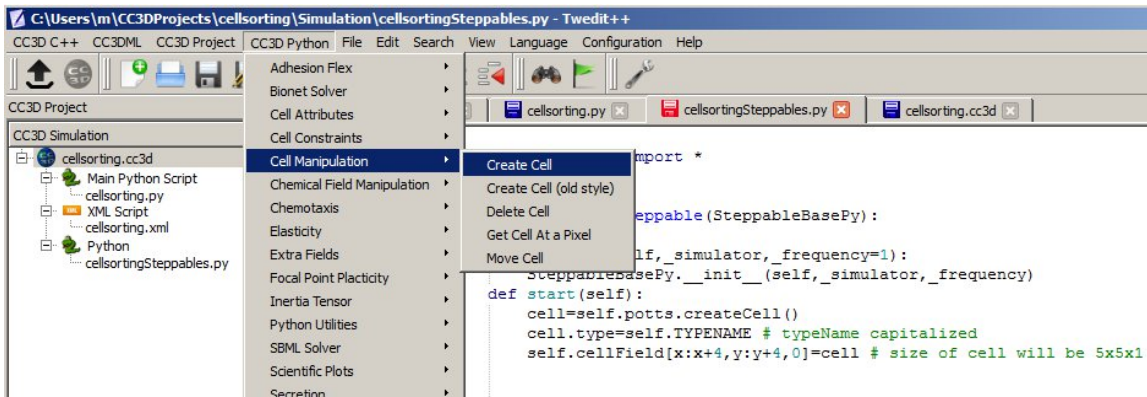 C:\Users\m\CC3DProjects\cellsorting\Simulation\cellsortingSteppables.py - Twedit++
CC3D C++ CC3DML CC3D Project CC3D Python File Edit Search View Language Configuration Help
CC3D Project
cellsorting.py
cellsortingSteppables.py
cellsorting.cc3d
CC3D Simulation
cellsorting.cc3d
Main Python Script
cellsorting.py
XML Script
cellsorting.xml
Python
cellsortingSteppables.py
Adhesion Flex
Bionet Solver
Cell Attributes
Cell Constraints
Cell Manipulation
Chemical Field Manipulation
Chemotaxis
Elasticity
Extra Fields
Focal Point Placticity
Inertia Tensor
Python Utilities
SBML Solver
Scientific Plots
Secretion
Create Cell
Create Cell (old style)
Delete Cell
Get Cell At a Pixel
Move Cell
mport *
eppable(SteppableBasePy):
lf,_simulator,_frequency=1):
SteppableBasePy.__init__(self,_simulator,_frequency)
def start(self):
cell=self.potts.createCell()
cell.type=self.TYPENAME # typeName capitalized
self.cellField[x:x+4,y:y+4,0]=cell # size of cell will be 5x5x1